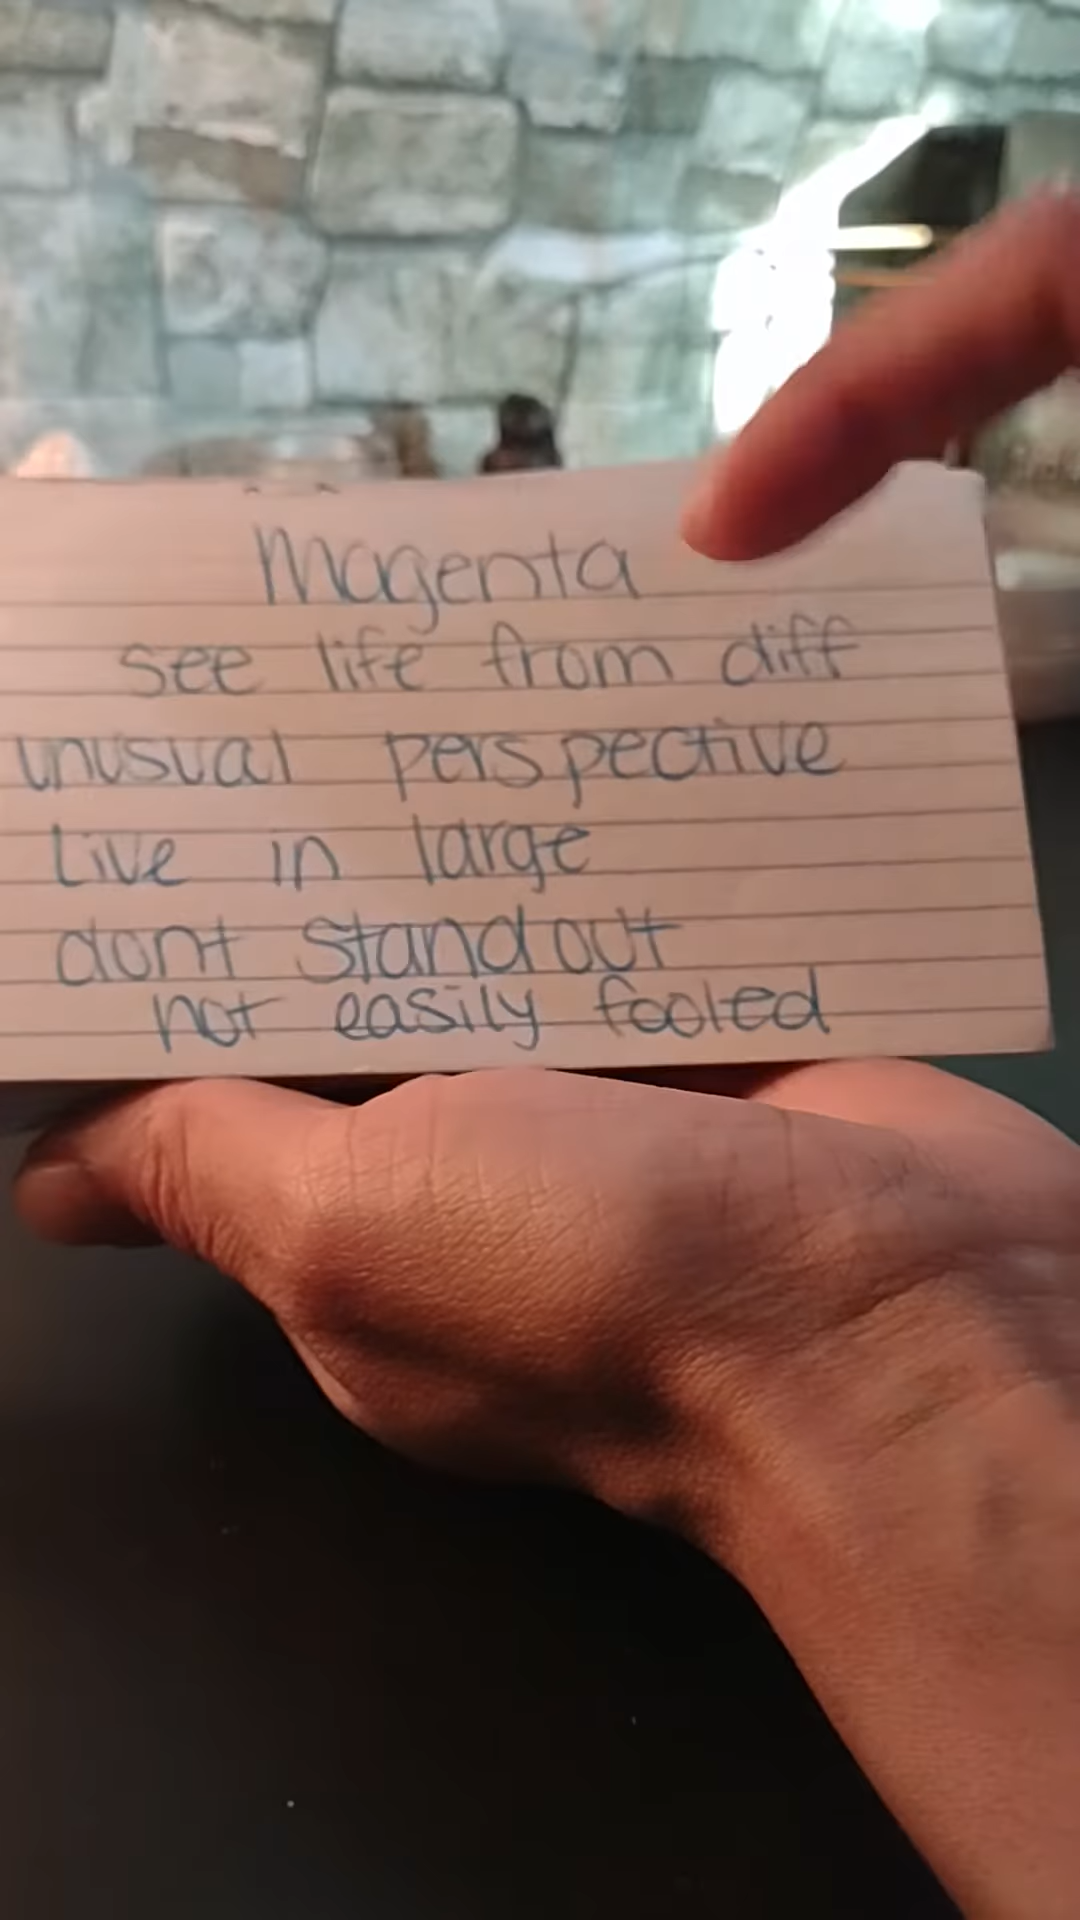 Magenta
see life from diff
unusual perspective
Live in large
dont standout
not easily fooled